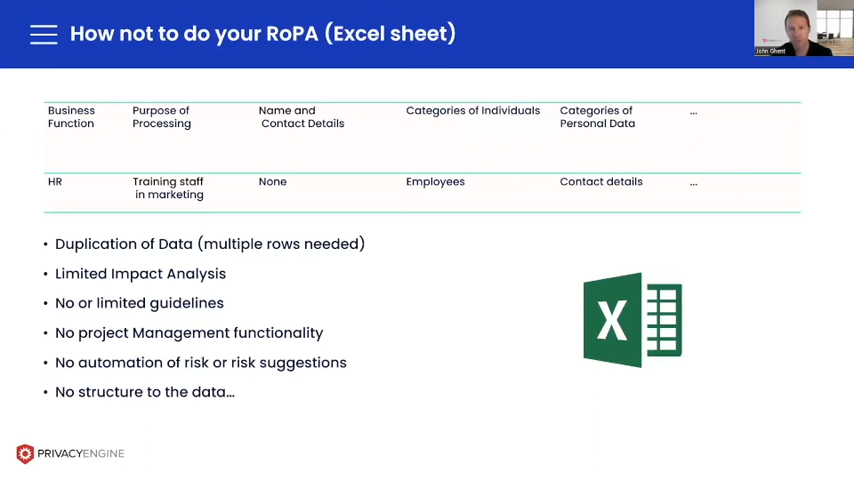 How not to do your RoPA (Excel sheet)
John Ghent
Business Function
Purpose of Processing
Name and Contact Details
Categories of Individuals
Categories of Personal Data
...
HR
Training staff in marketing
None
Employees
Contact details
...
• Duplication of Data (multiple rows needed)
• Limited Impact Analysis
• No or limited guidelines
• No project Management functionality
• No automation of risk or risk suggestions
• No structure to the data...
X
PRIVACYENGINE